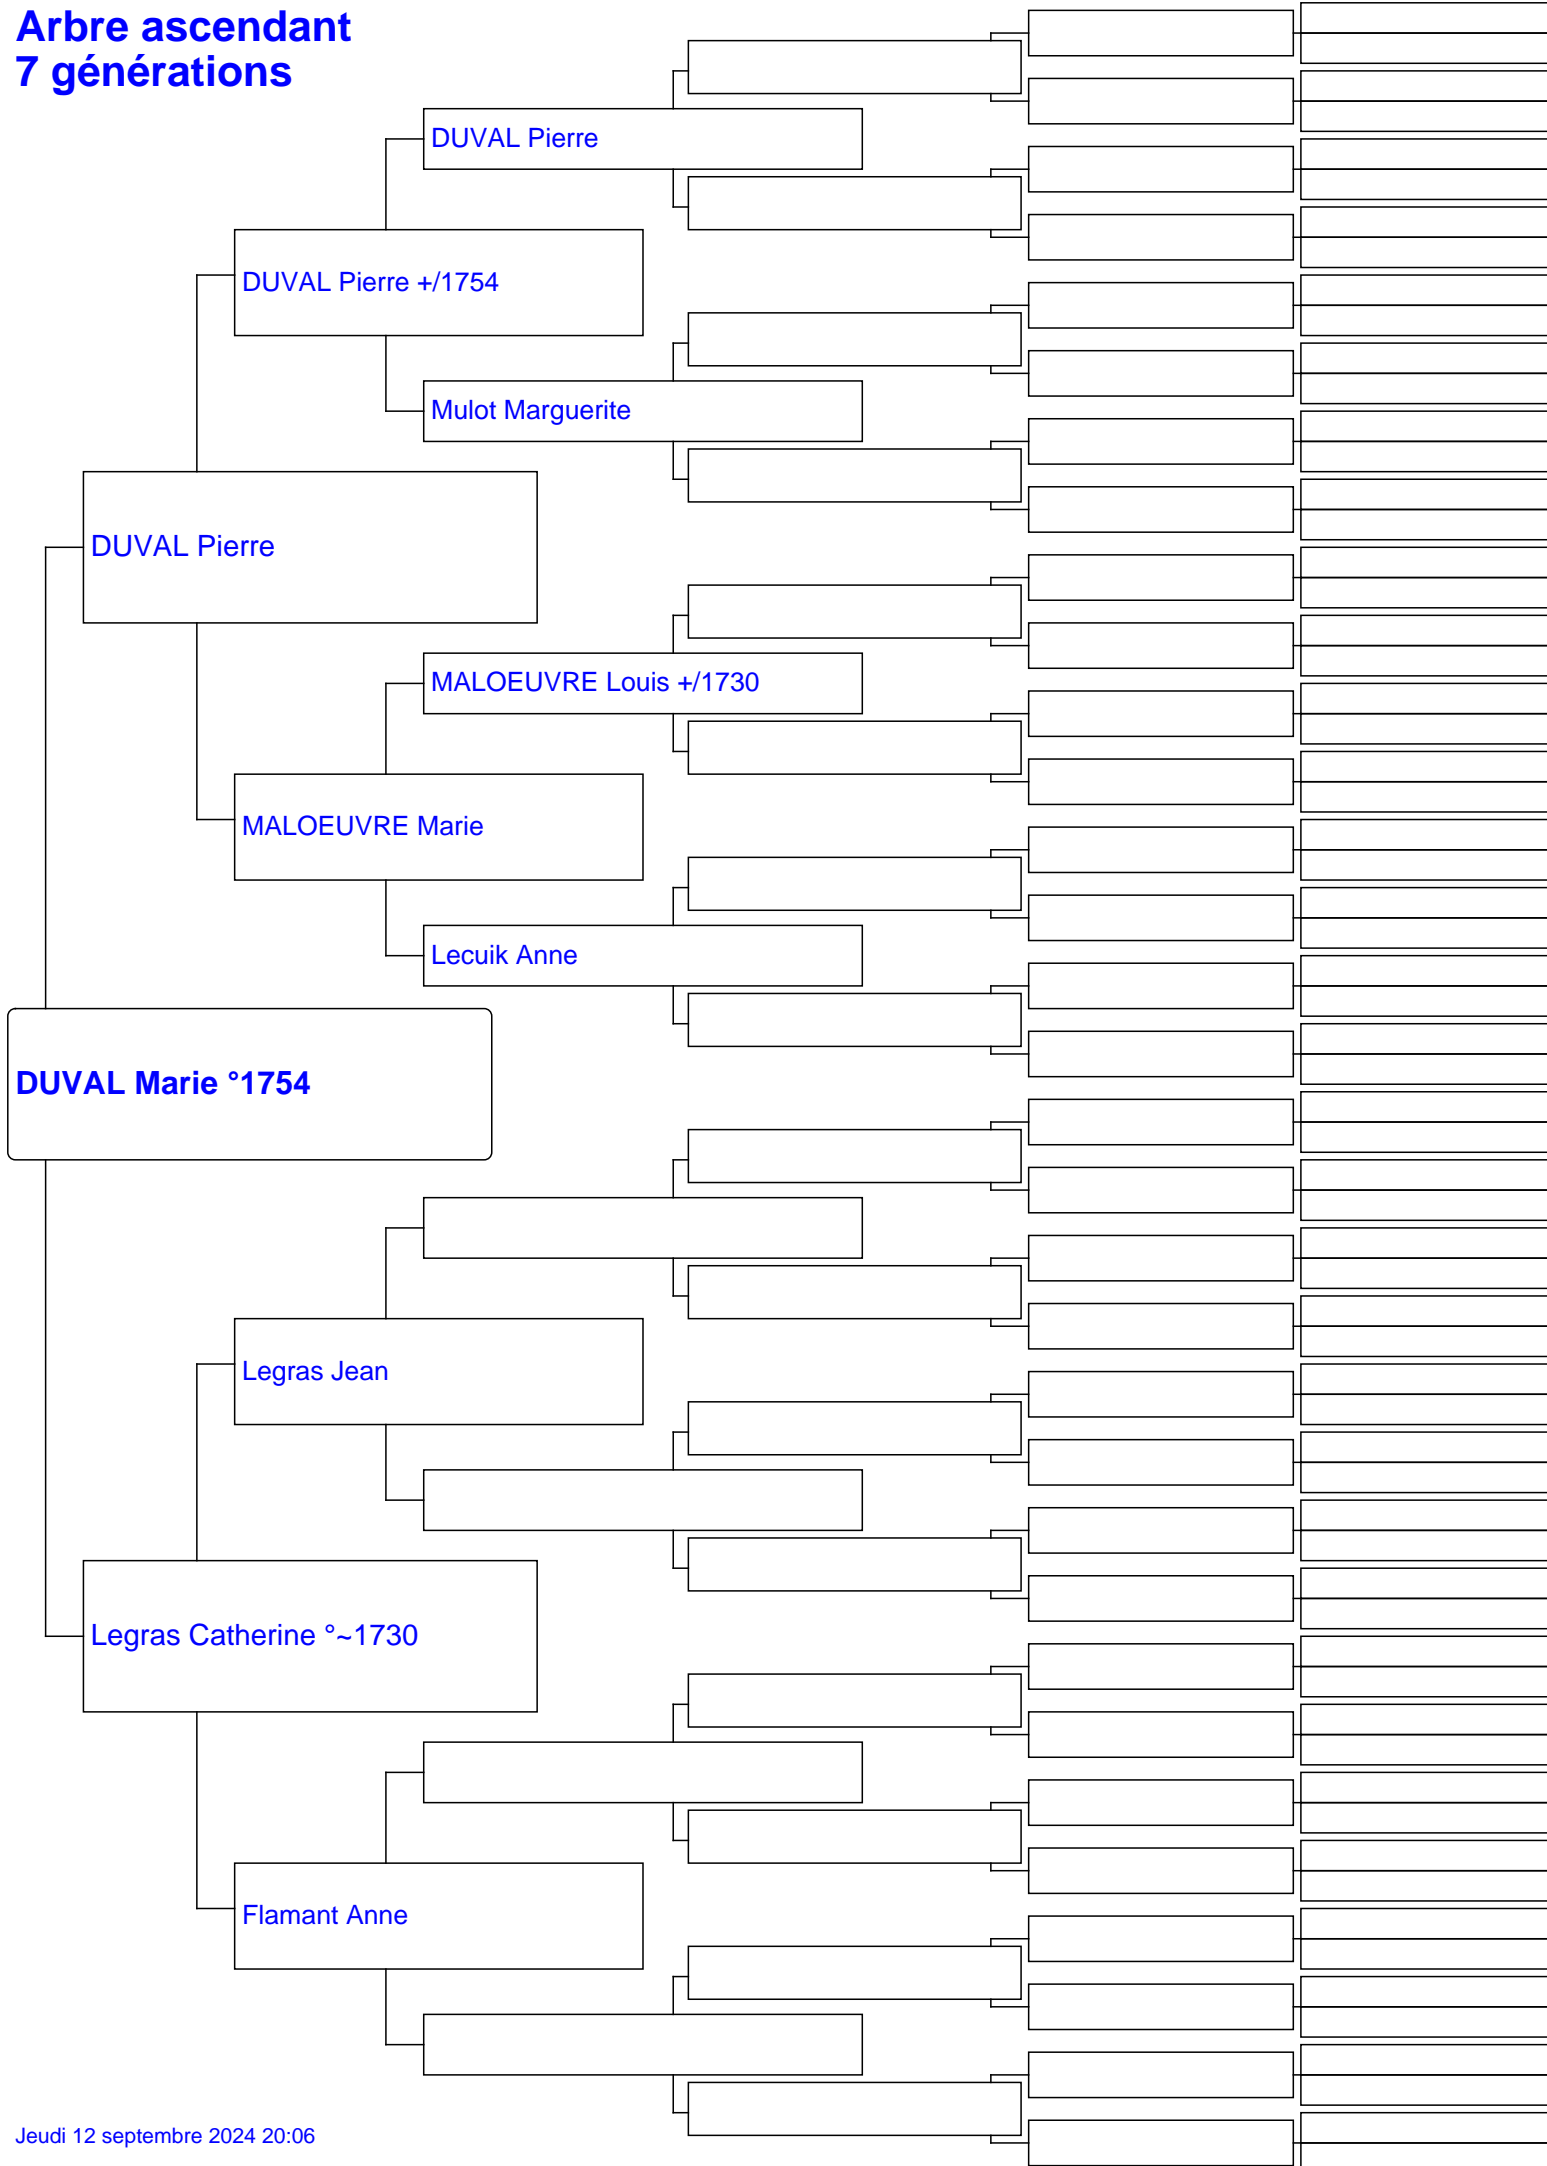 Arbre ascendant
7 générations
DUVAL Pierre
DUVAL Pierre +/1754
Mulot Marguerite
DUVAL Pierre
MALOEUVRE Louis +/1730
MALOEUVRE Marie
Lecuik Anne
DUVAL Marie °1754
Legras Jean
Legras Catherine °~1730
Flamant Anne
Jeudi 12 septembre 2024 20:06